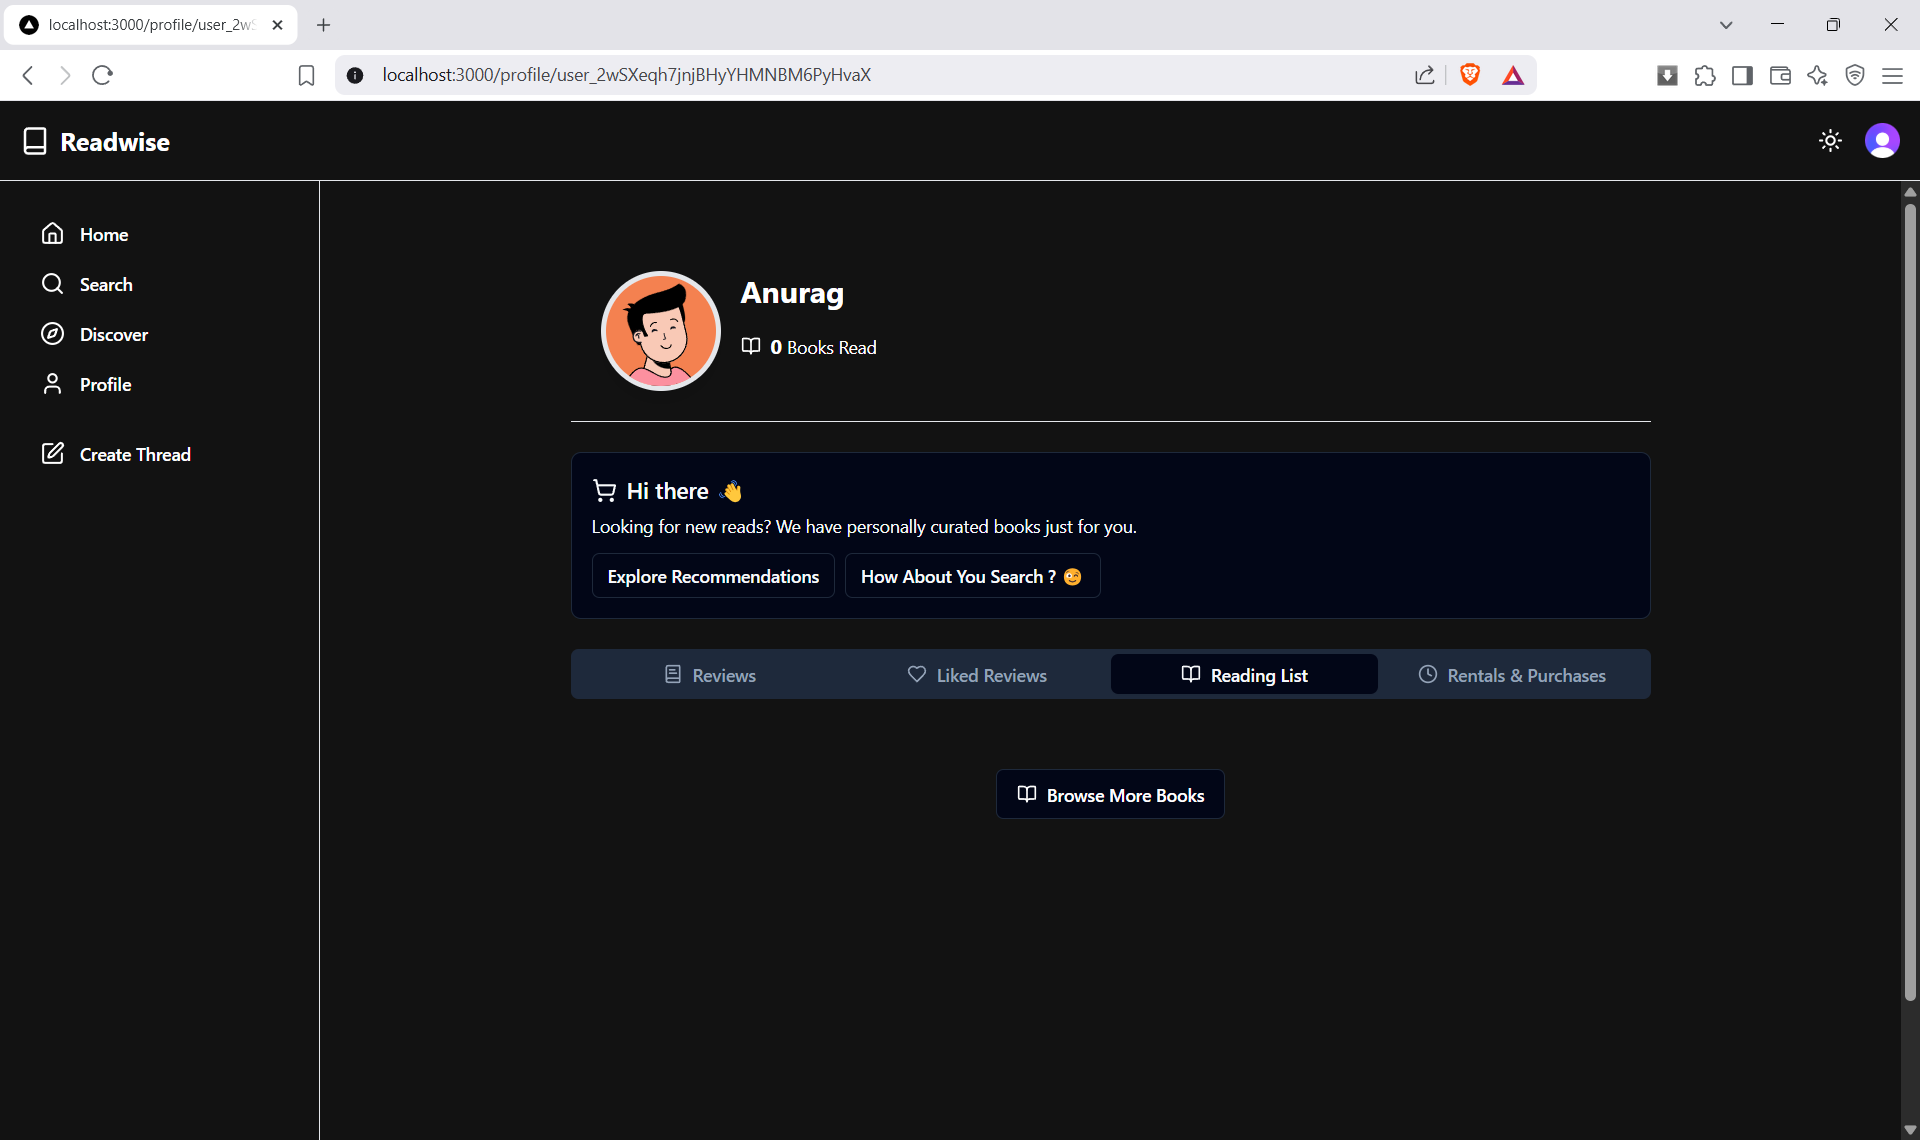 localhost:3000/profile/user_2wS
localhost:3000/profile/user_2wSXeqh7jnjBHyYHMNBM6PyHvaX
Readwise
Home
Search
Discover
Profile
Create Thread
Anurag
0 Books Read
Hi there 👋
Looking for new reads? We have personally curated books just for you.
Explore Recommendations
How About You Search ? 😉
Reviews
Liked Reviews
Reading List
Rentals & Purchases
Browse More Books